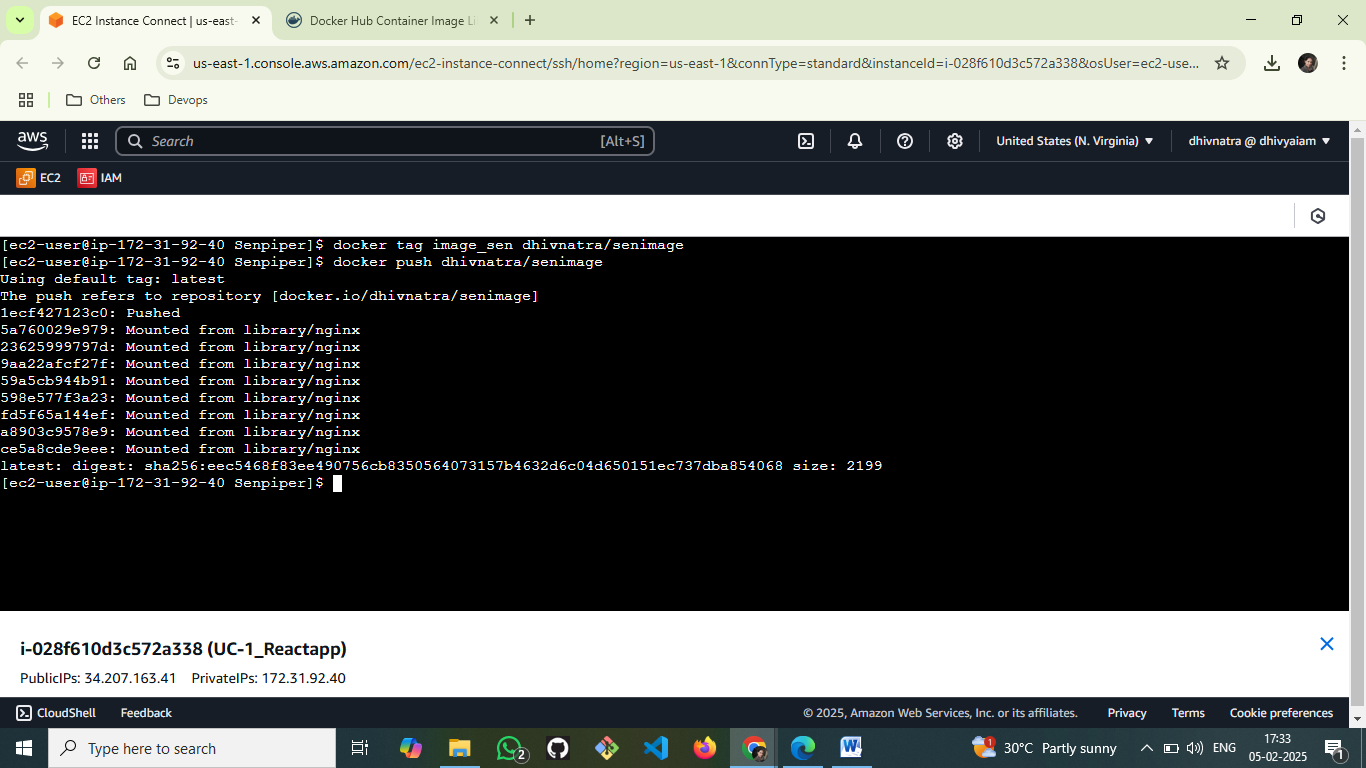 EC2 Instance Connect | us-east-
Docker Hub Container Image Li
us-east-1.console.aws.amazon.com/ec2-instance-connect/ssh/home?region=us-east-1&connType=standard&instanceId=i-028f610d3c572a338&osUser=ec2-use...
Others
Devops
aws
Search
[Alt+S]
United States (N. Virginia)
dhivnatra @ dhivyaiam
EC2
IAM
[ec2-user@ip-172-31-92-40 Senpiper]$ docker tag image_sen dhivnatra/senimage
[ec2-user@ip-172-31-92-40 Senpiper]$ docker push dhivnatra/senimage
Using default tag: latest
The push refers to repository [docker.io/dhivnatra/senimage]
1ecf427123c0: Pushed
5a760029e979: Mounted from library/nginx
23625999797d: Mounted from library/nginx
9aa22afcf27f: Mounted from library/nginx
59a5cb944b91: Mounted from library/nginx
598e577f3a23: Mounted from library/nginx
fd5f65a144ef: Mounted from library/nginx
a8903c9578e9: Mounted from library/nginx
ce5a8cde9eee: Mounted from library/nginx
latest: digest: sha256:eec5468f83ee490756cb8350564073157b4632d6c04d650151ec737dba854068 size: 2199
[ec2-user@ip-172-31-92-40 Senpiper]$
i-028f610d3c572a338 (UC-1_Reactapp)
PublicIPs: 34.207.163.41 PrivateIPs: 172.31.92.40
CloudShell
Feedback
© 2025, Amazon Web Services, Inc. or its affiliates.
Privacy
Terms
Cookie preferences
Type here to search
2
1
30°C Partly sunny
ENG
17:33
05-02-2025
1